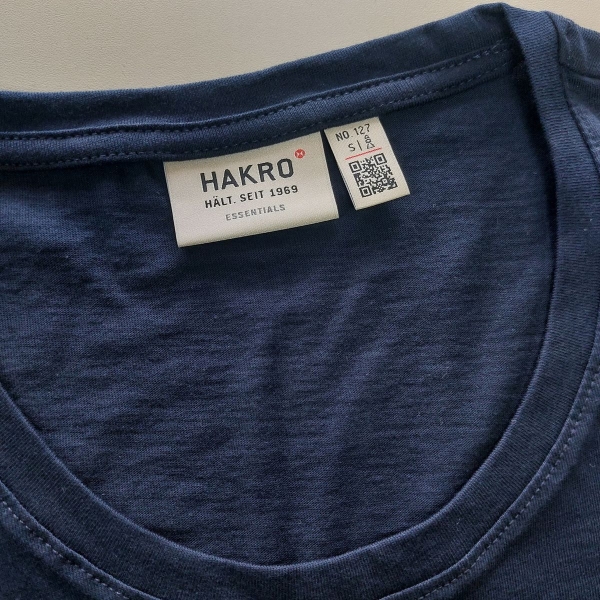 HAKRO
HÄLT. SEIT 1969
ESSENTIALS
NO. 127
S